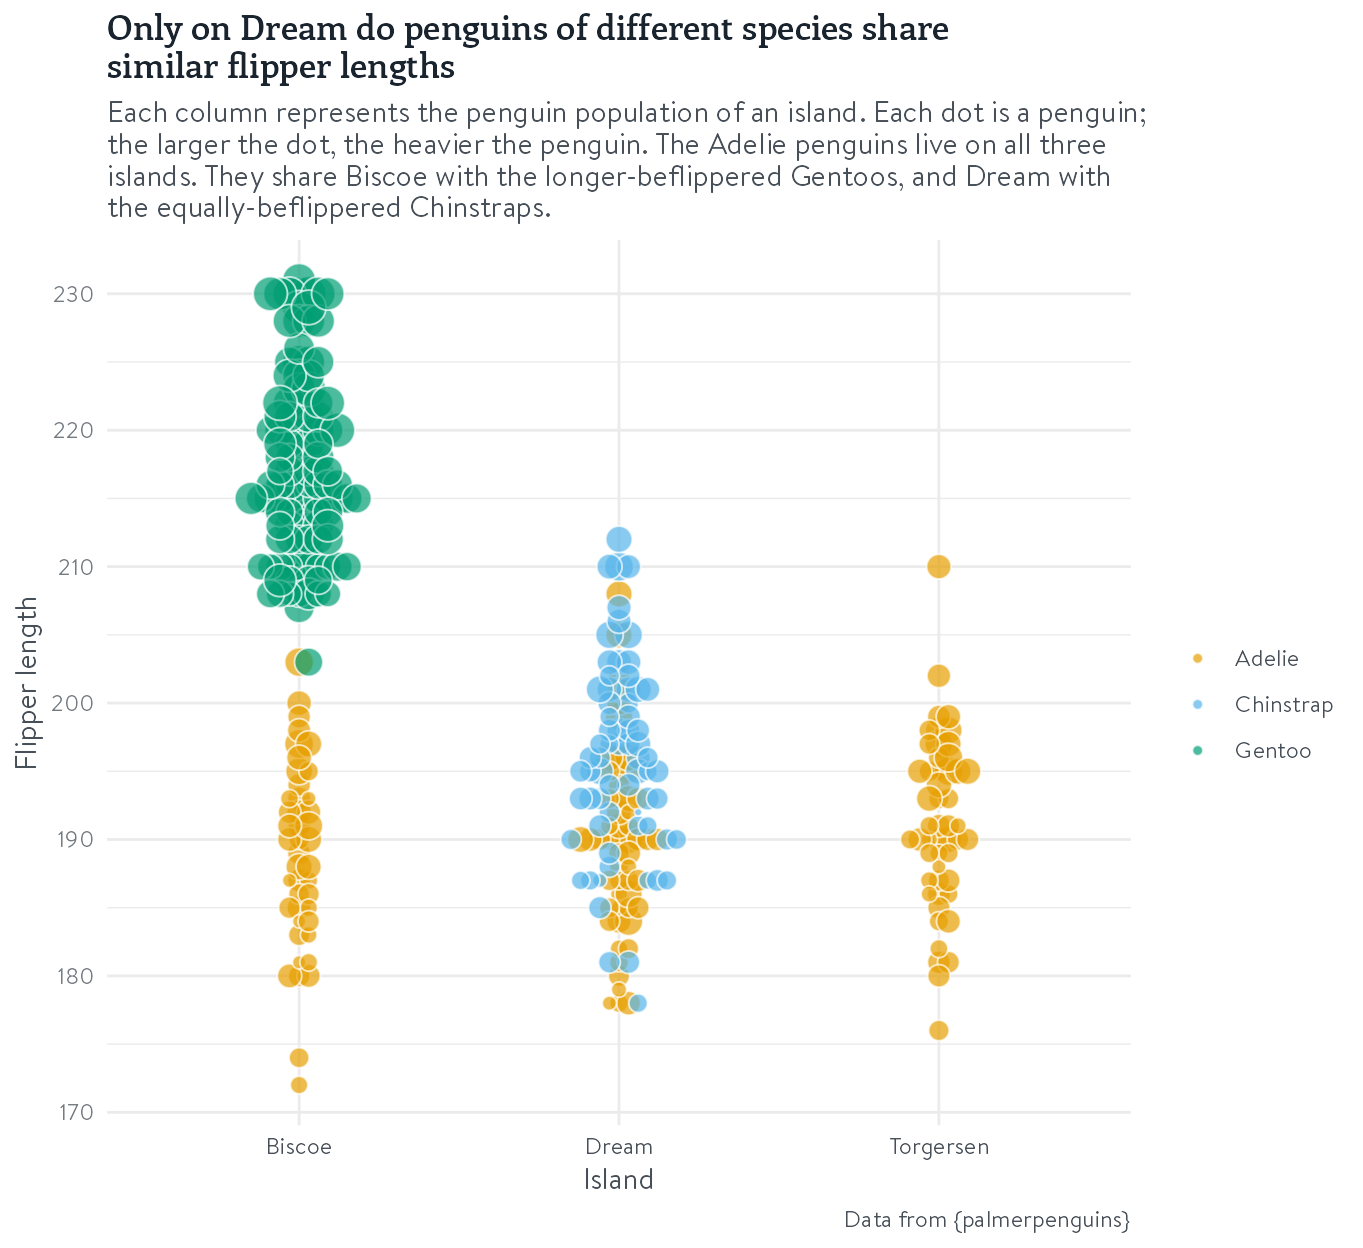 Only on Dream do penguins of different species share
similar flipper lengths
Each column represents the penguin population of an island. Each dot is a penguin;
the larger the dot, the heavier the penguin. The Adelie penguins live on all three
islands. They share Biscoe with the longer-beflippered Gentoos, and Dream with
the equally-beflippered Chinstraps.
230
220
210
200
190
180
170
Flipper length
Biscoe
Dream
Torgersen
Island
Adelie
Chinstrap
Gentoo
Data from {palmerpenguins}